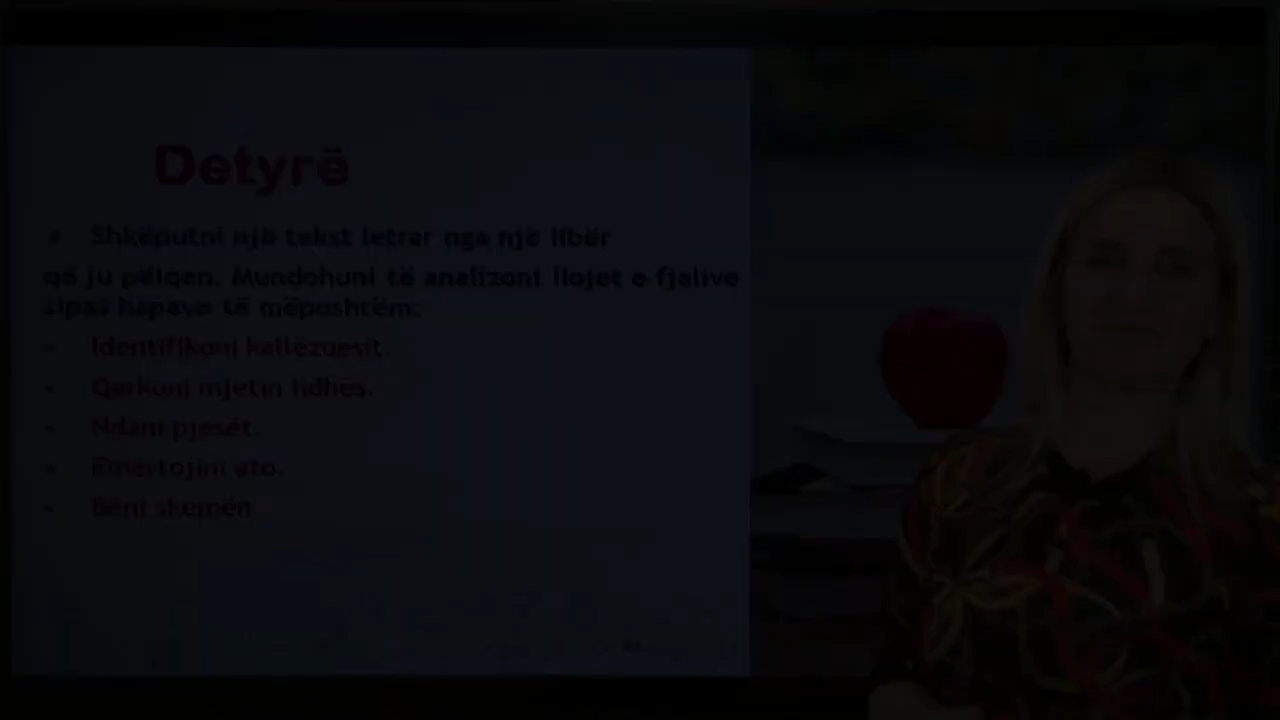 Detyrë
Shkëputni një tekst letrar nga një libër
që ju pëlqen. Mundohuni të analizoni llojet e fjalive
sipas hapave të mëposhtëm:
Identifikoni kallëzuesit.
Qarkoni mjetin lidhës.
Ndani pjesët.
Emërtojini ato.
Bëni skemën